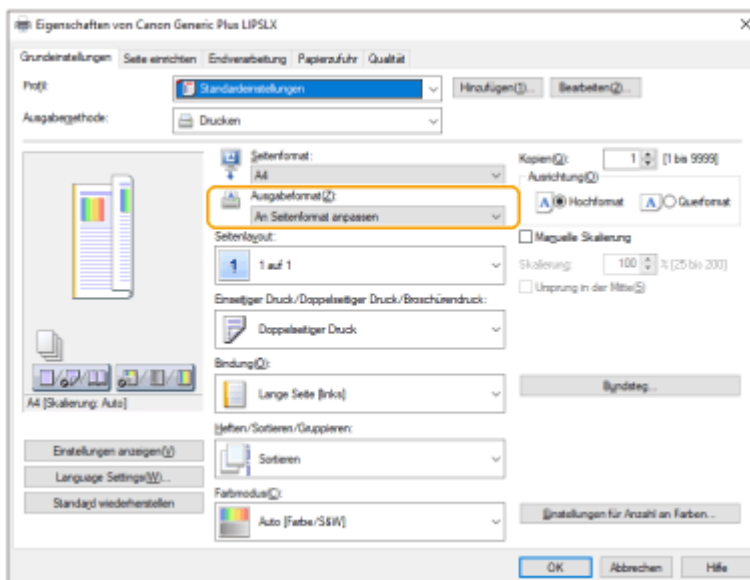 Eigenschaften von Canon Generic Plus LIPSLX
Grundeinstellungen Seite einrichten Endverarbeitung Papierzufuhr Qualität
Profil: Standardeinstellungen Hinzufügen(1)... Bearbeiten(2)...
Ausgabemethode: Drucken
Seitenformat:
A4
Ausgabeformat(Z):
An Seitenformat anpassen
Kopien(Q): 1 [1 bis 9999]
Ausrichtung(O)
A Hochformat A Querformat
Seitenlayout:
1 1 auf 1
Manuelle Skalierung
Skalierung: 100 % [25 bis 200]
Ursprung in der Mitte(S)
Einseitiger Druck/Doppelseitiger Druck/Broschürendruck:
Doppelseitiger Druck
Bindung(O):
Lange Seite [links]
Bundsteg...
A4 [Skalierung: Auto]
Heften/Sortieren/Gruppieren:
Sortieren
Einstellungen anzeigen(V)
Language Settings(W)...
Standard wiederherstellen
Farbmodus(C):
Auto [Farbe/S&W]
Einstellungen für Anzahl an Farben...
OK Abbrechen Hilfe